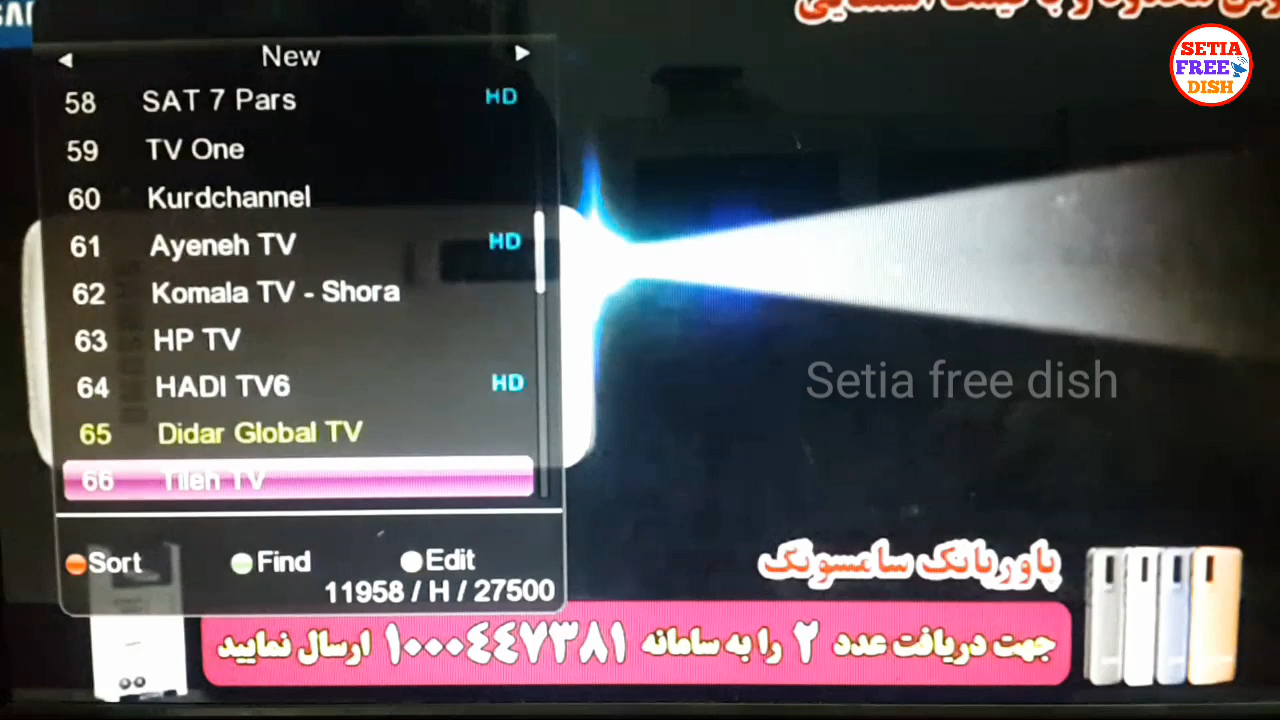 SETIA
FREE
DISH
New
58 SAT 7 Pars HD
59 TV One
60 Kurdchannel
61 Ayeneh TV HD
62 Komala TV - Shora
63 HP TV
64 HADI TV6 HD
65 Didar Global TV
66 Tileh TV
Sort Find Edit
11958 / H / 27500
Setia free dish
پاوربانک سامسونگ
جهت دریافت عدد ۲ را به سامانه ۱۰۰۰۴۴۷۳۸۱ ارسال نمایید